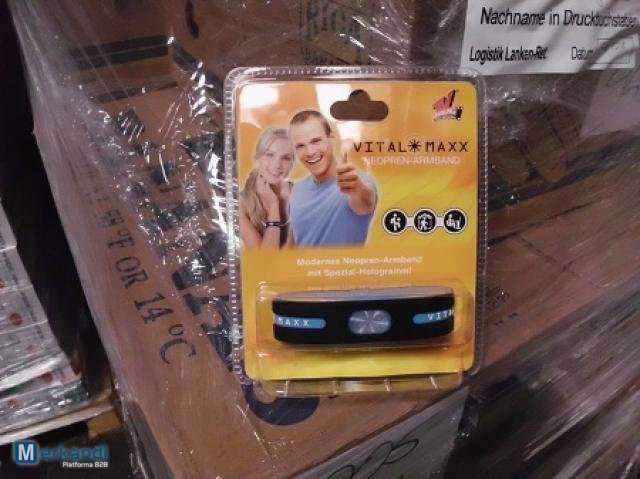 Nachname in Druckbuchstaben
Logistik Lanken-Ret.
Datum
VITAL MAXX
NEOPREN-ARMBAND
Modernes Neopren-Armband
mit Spezial-Hologramm!
MAXX
VITA
°F OR 14°C
Merkandi
Platforma B2B